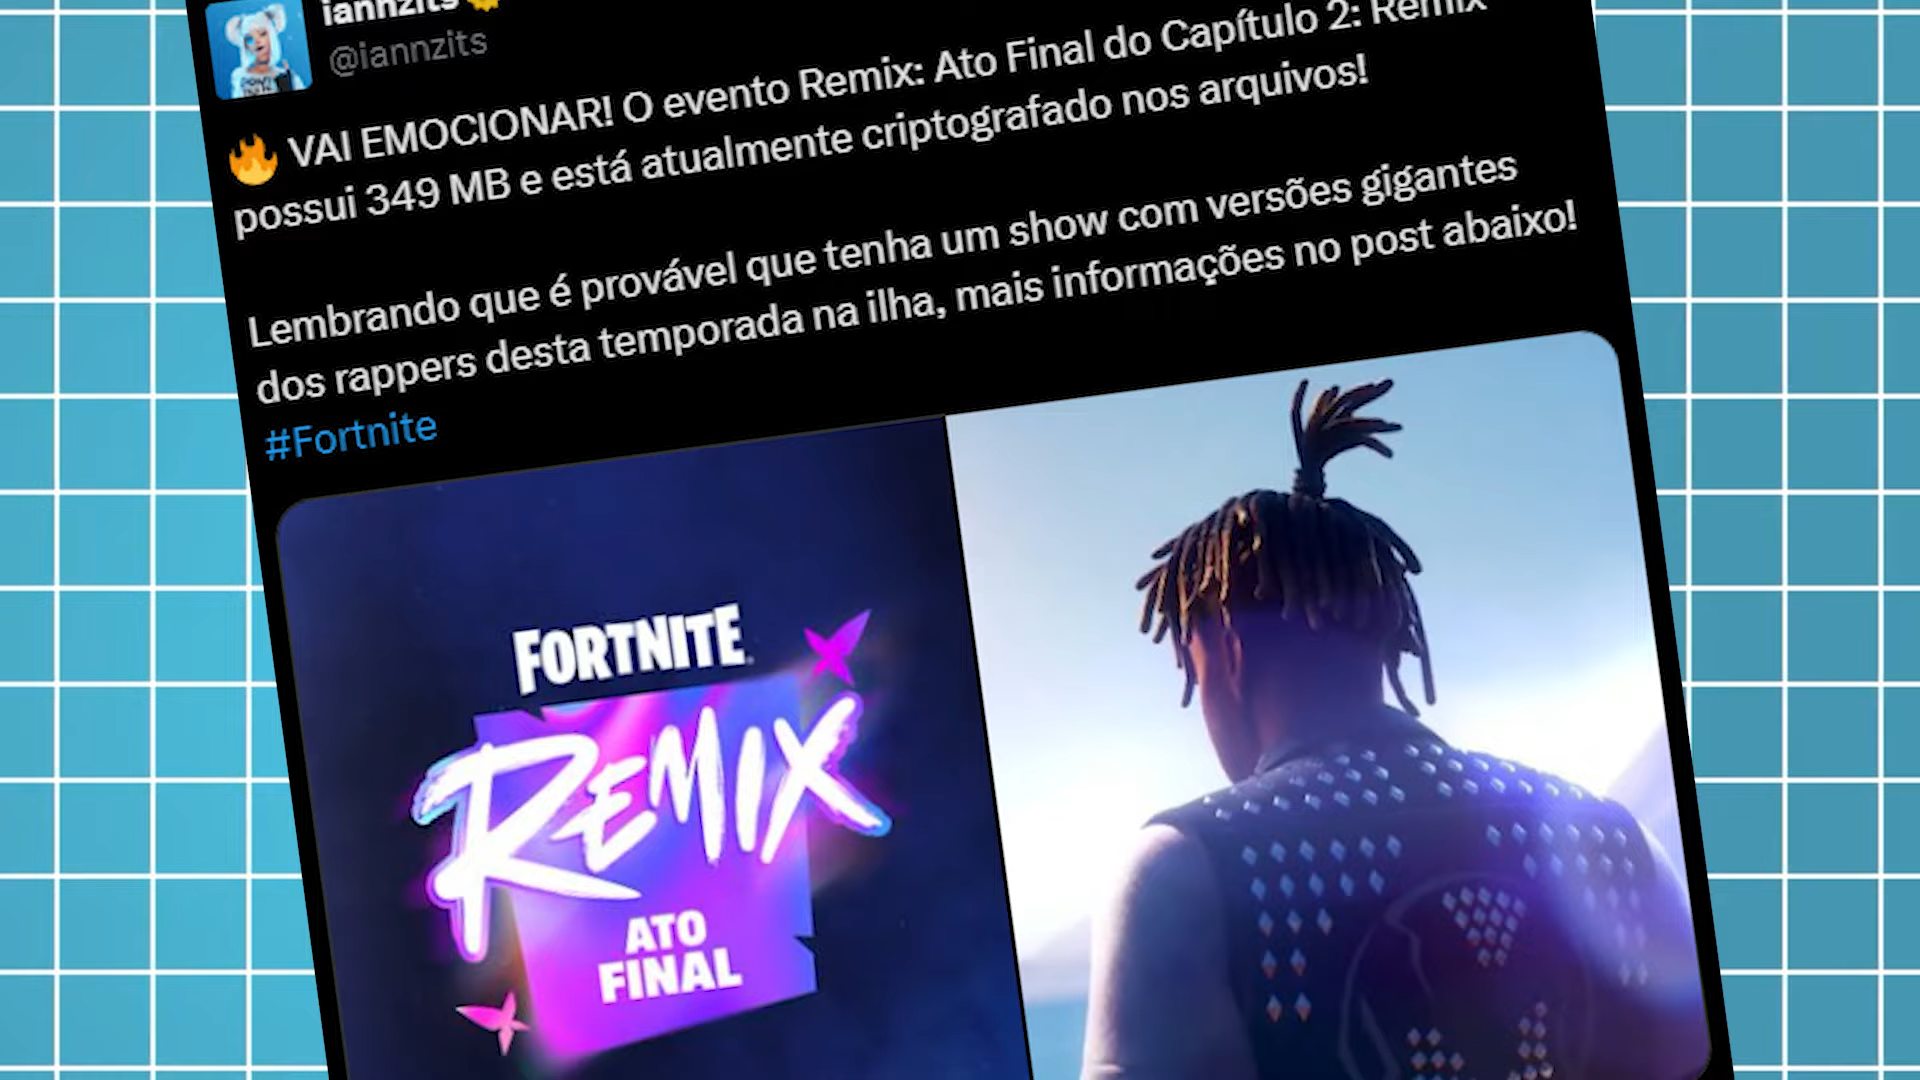 iannzits
@iannzits
VAI EMOCIONAR! O evento Remix: Ato Final do Capítulo 2: Remix
possui 349 MB e está atualmente criptografado nos arquivos!
Lembrando que é provável que tenha um show com versões gigantes
dos rappers desta temporada na ilha, mais informações no post abaixo!
#Fortnite
FORTNITE
REMIX
ATO
FINAL